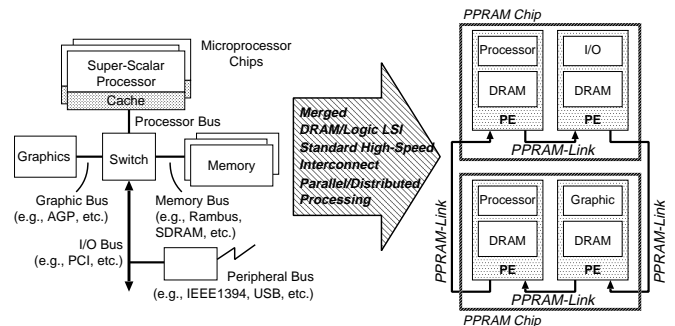 Microprocessor
Chips
Super-Scalar
Processor
Cache
Processor Bus
Graphics
Switch
Memory
Graphic Bus
(e.g., AGP, etc.)
Memory Bus
(e.g., Rambus,
SDRAM, etc.)
I/O Bus
(e.g., PCI, etc.)
Peripheral Bus
(e.g., IEEE1394, USB, etc.)
Merged
DRAM/Logic LSI
Standard High-Speed
Interconnect
Parallel/Distributed
Processing
PPRAM Chip
Processor
DRAM
PE
I/O
DRAM
PE
PPRAM-Link
PPRAM-Link
PPRAM-Link
Processor
DRAM
PE
Graphic
DRAM
PE
PPRAM-Link
PPRAM Chip